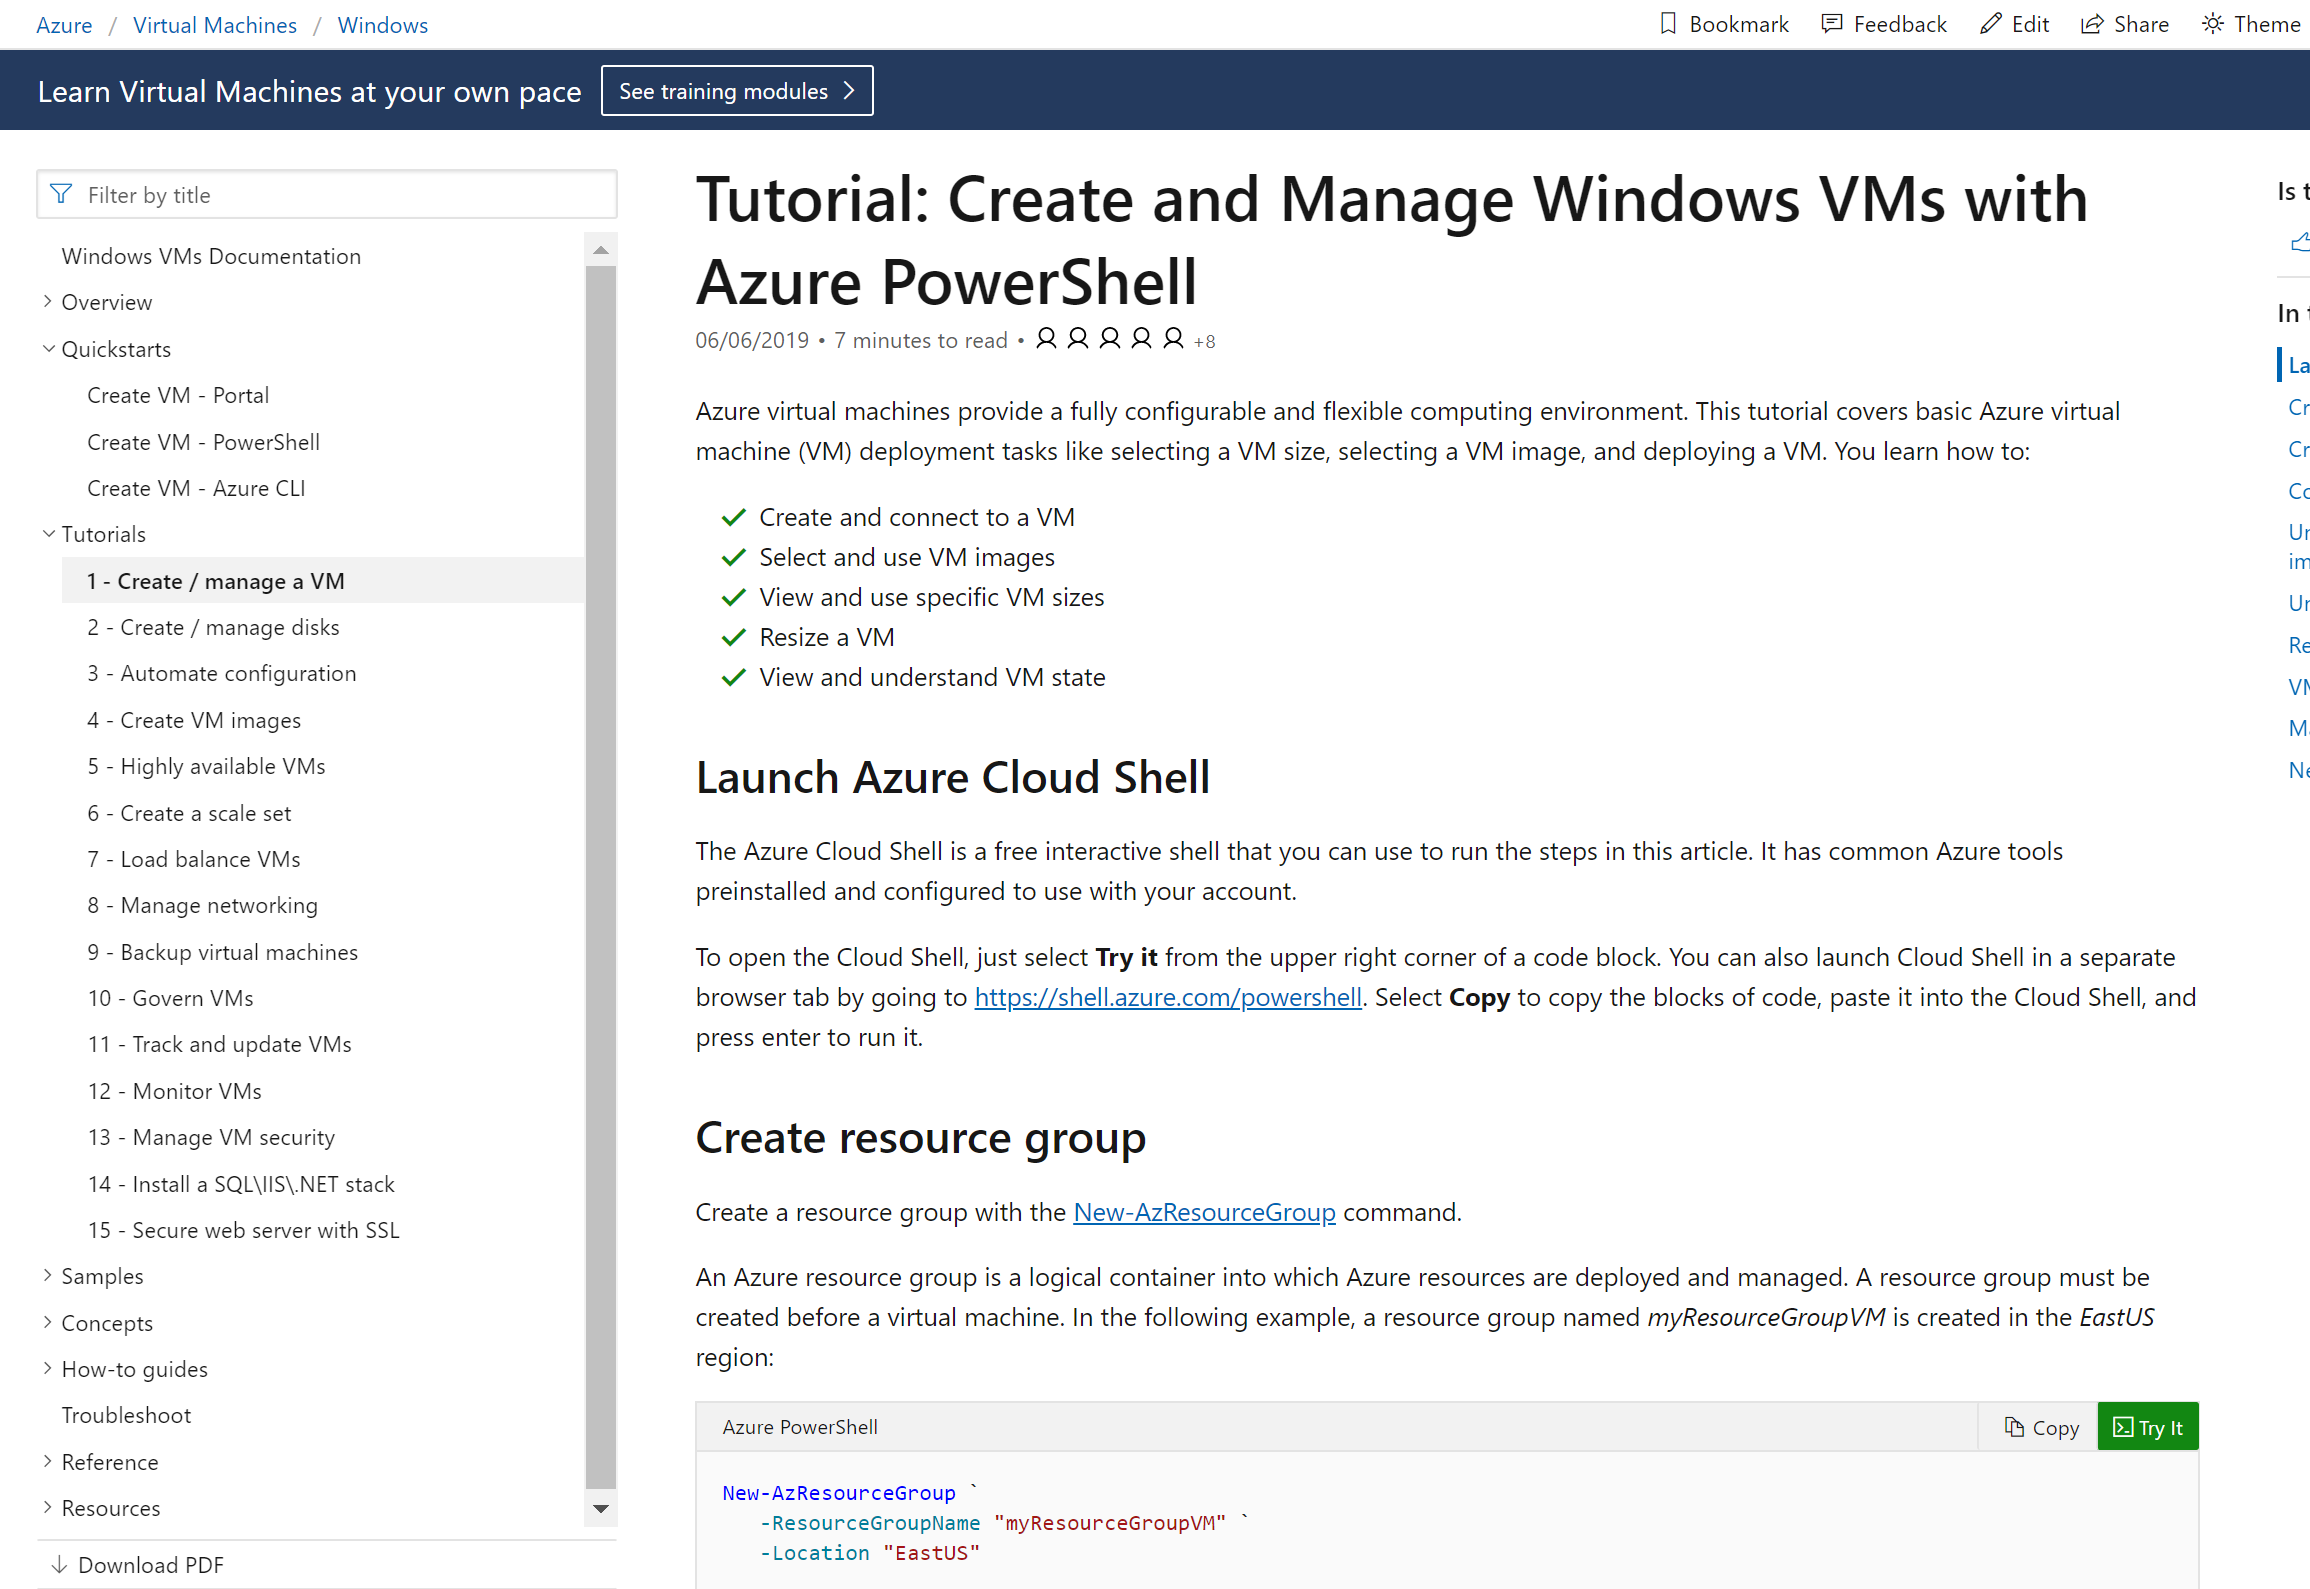 Azure / Virtual Machines / Windows
Bookmark Feedback Edit Share Theme
Learn Virtual Machines at your own pace See training modules
Filter by title
Windows VMs Documentation
Overview
Quickstarts
Create VM - Portal
Create VM - PowerShell
Create VM - Azure CLI
Tutorials
1 - Create / manage a VM
2 - Create / manage disks
3 - Automate configuration
4 - Create VM images
5 - Highly available VMs
6 - Create a scale set
7 - Load balance VMs
8 - Manage networking
9 - Backup virtual machines
10 - Govern VMs
11 - Track and update VMs
12 - Monitor VMs
13 - Manage VM security
14 - Install a SQL\IIS\.NET stack
15 - Secure web server with SSL
Samples
Concepts
How-to guides
Troubleshoot
Reference
Resources
Download PDF
Tutorial: Create and Manage Windows VMs with
Azure PowerShell
06/06/2019 • 7 minutes to read • +8
Azure virtual machines provide a fully configurable and flexible computing environment. This tutorial covers basic Azure virtual
machine (VM) deployment tasks like selecting a VM size, selecting a VM image, and deploying a VM. You learn how to:
Create and connect to a VM
Select and use VM images
View and use specific VM sizes
Resize a VM
View and understand VM state
Launch Azure Cloud Shell
The Azure Cloud Shell is a free interactive shell that you can use to run the steps in this article. It has common Azure tools
preinstalled and configured to use with your account.
To open the Cloud Shell, just select Try it from the upper right corner of a code block. You can also launch Cloud Shell in a separate
browser tab by going to https://shell.azure.com/powershell. Select Copy to copy the blocks of code, paste it into the Cloud Shell, and
press enter to run it.
Create resource group
Create a resource group with the New-AzResourceGroup command.
An Azure resource group is a logical container into which Azure resources are deployed and managed. A resource group must be
created before a virtual machine. In the following example, a resource group named myResourceGroupVM is created in the EastUS
region:
Azure PowerShell Copy Try It
New-AzResourceGroup `
-ResourceGroupName "myResourceGroupVM" `
-Location "EastUS"
Is
In